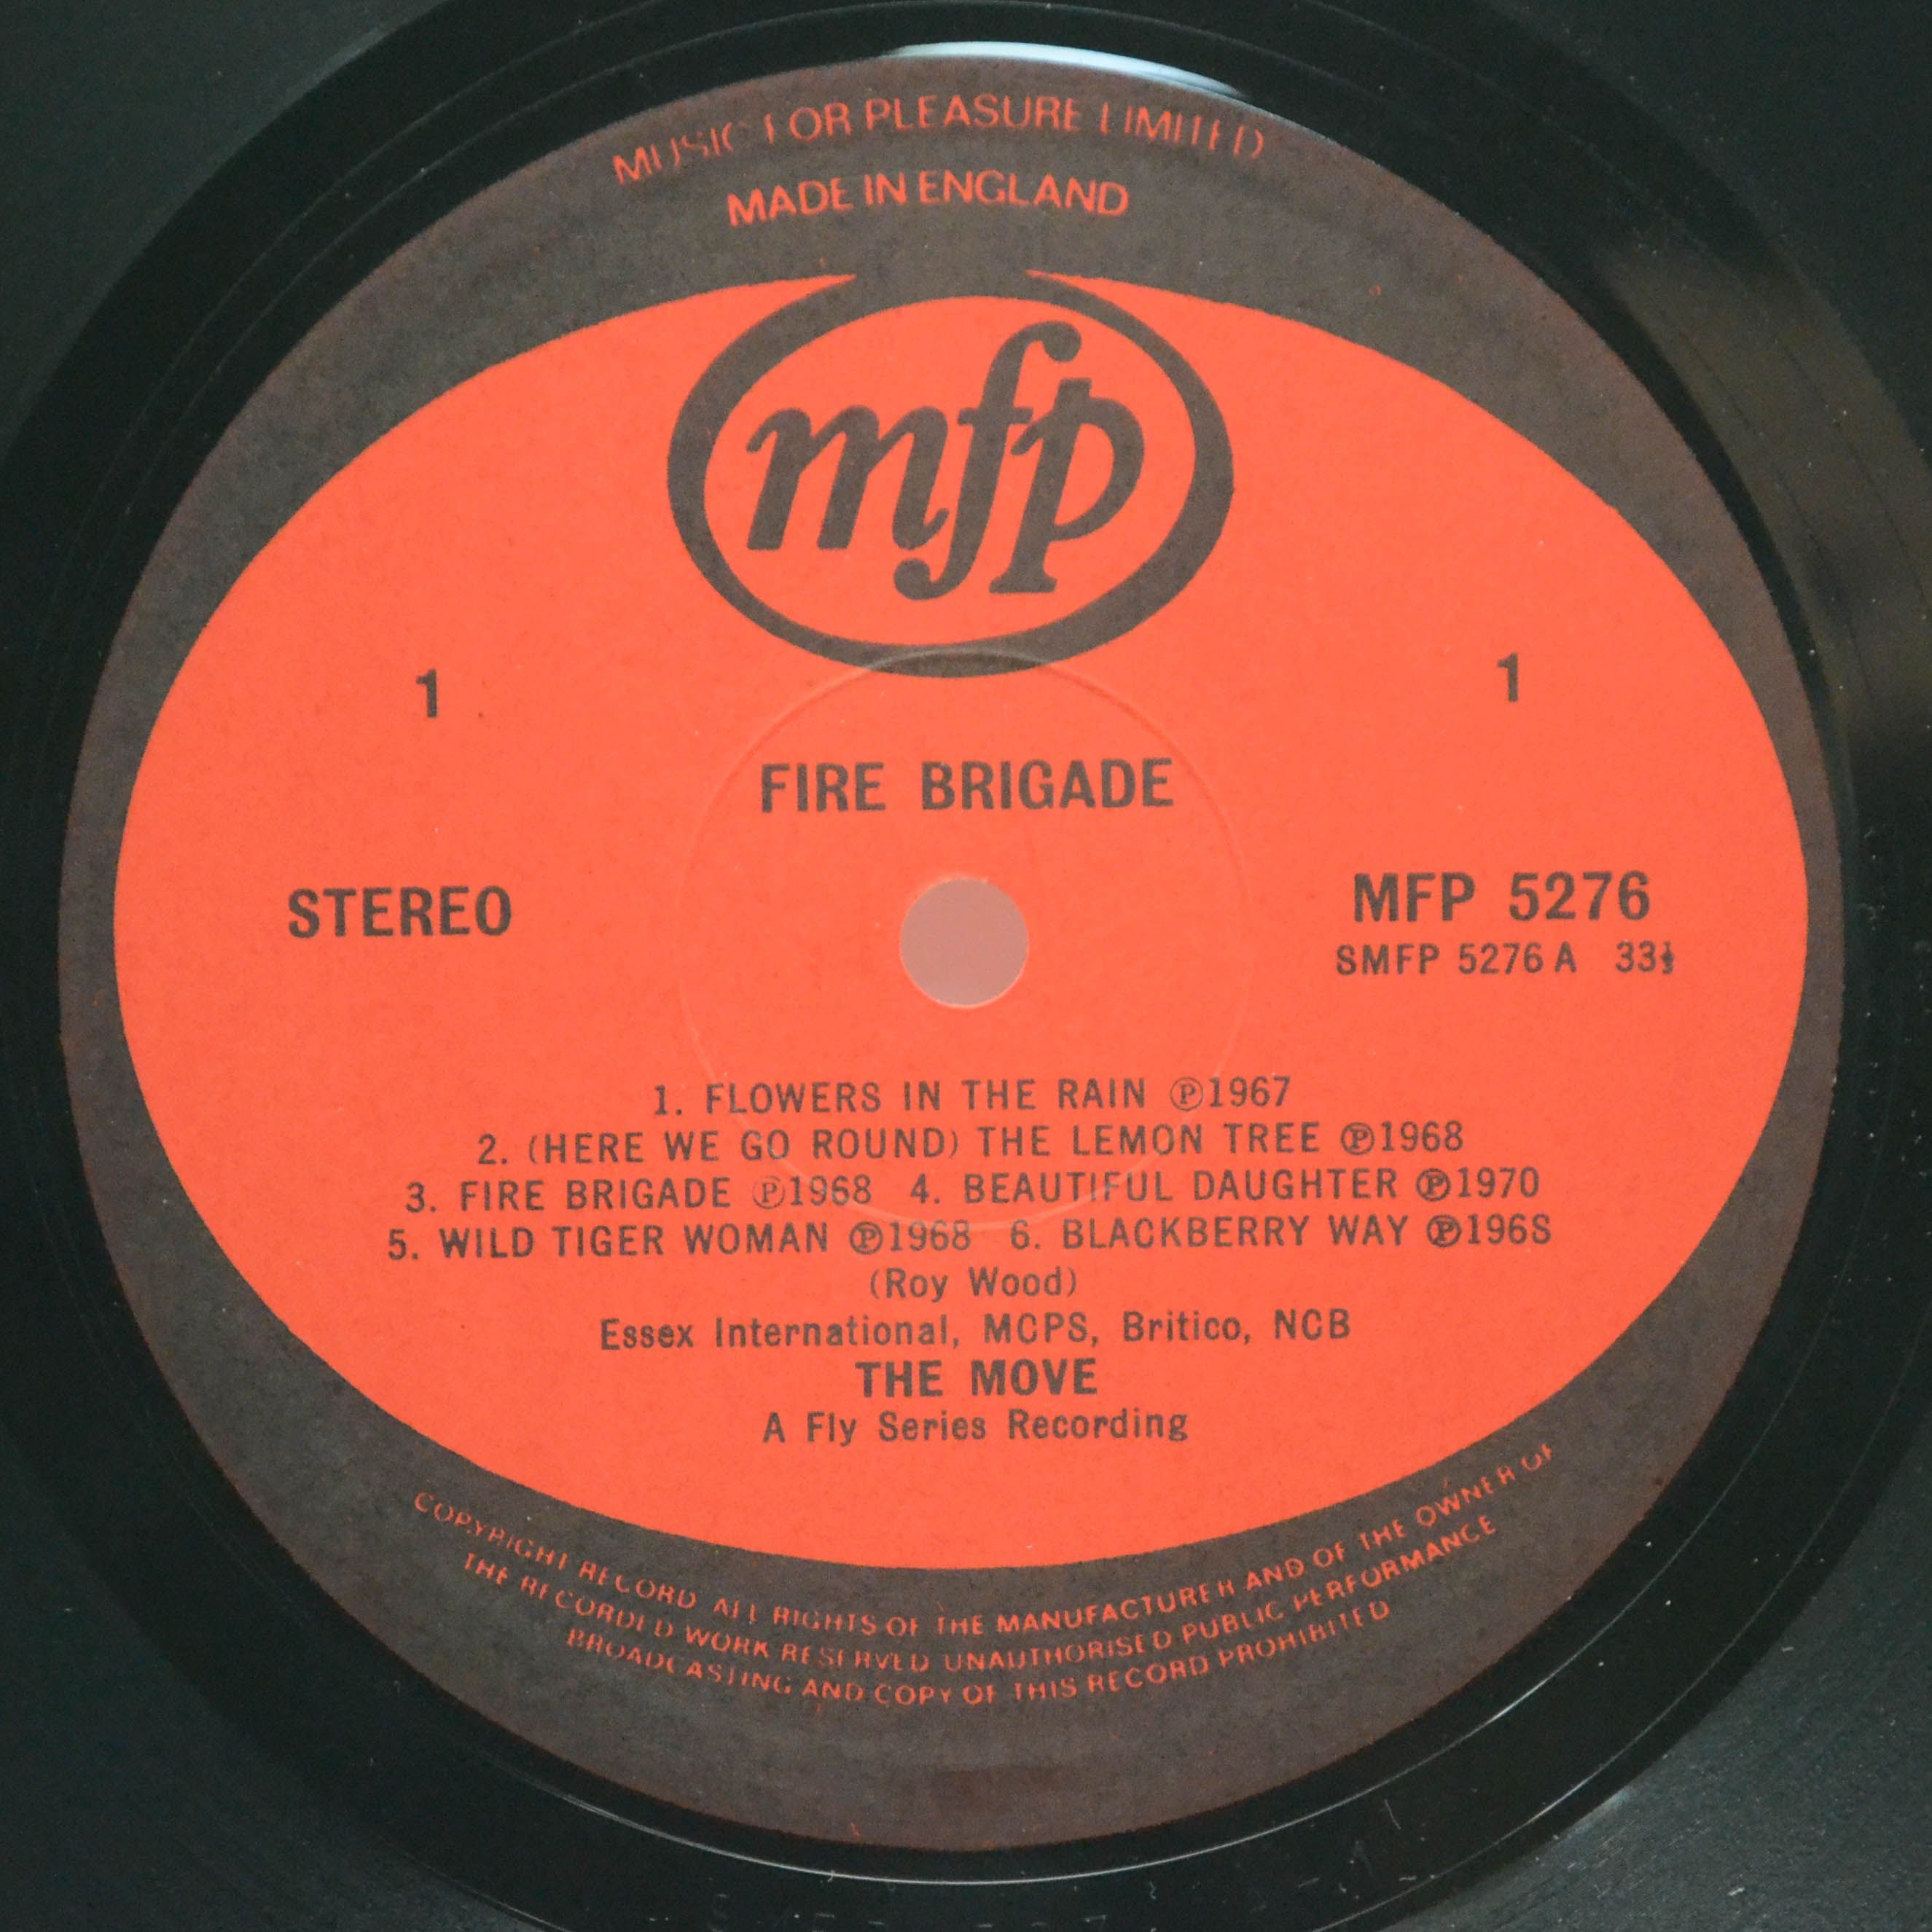 MUSIC FOR PLEASURE LIMITED
MADE IN ENGLAND
mfp
1 1
FIRE BRIGADE
STEREO MFP 5276
SMFP 5276 A 33⅓
1. FLOWERS IN THE RAIN ℗1967
2. (HERE WE GO ROUND) THE LEMON TREE ℗1968
3. FIRE BRIGADE ℗1968 4. BEAUTIFUL DAUGHTER ℗1970
5. WILD TIGER WOMAN ℗1968 6. BLACKBERRY WAY ℗1968
(Roy Wood)
Essex International, MCPS, Britico, NCB
THE MOVE
A Fly Series Recording
COPYRIGHT RECORD ALL RIGHTS OF THE MANUFACTURER AND OF THE OWNER OF
THE RECORDED WORK RESERVED UNAUTHORISED PUBLIC PERFORMANCE
BROADCASTING AND COPY OF THIS RECORD PROHIBITED